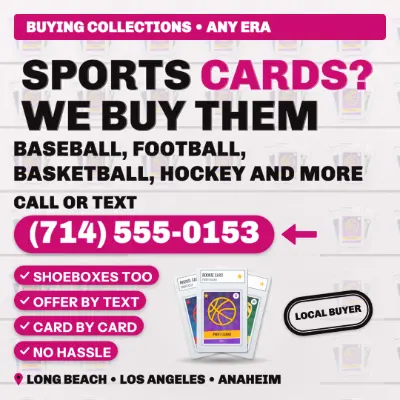 BUYING COLLECTIONS • ANY ERA
SPORTS CARDS?
WE BUY THEM
BASEBALL, FOOTBALL,
BASKETBALL, HOCKEY AND MORE
CALL OR TEXT
(714) 555-0153
SHOEBOXES TOO
OFFER BY TEXT
CARD BY CARD
NO HASSLE
LOCAL BUYER
LONG BEACH • LOS ANGELES • ANAHEIM